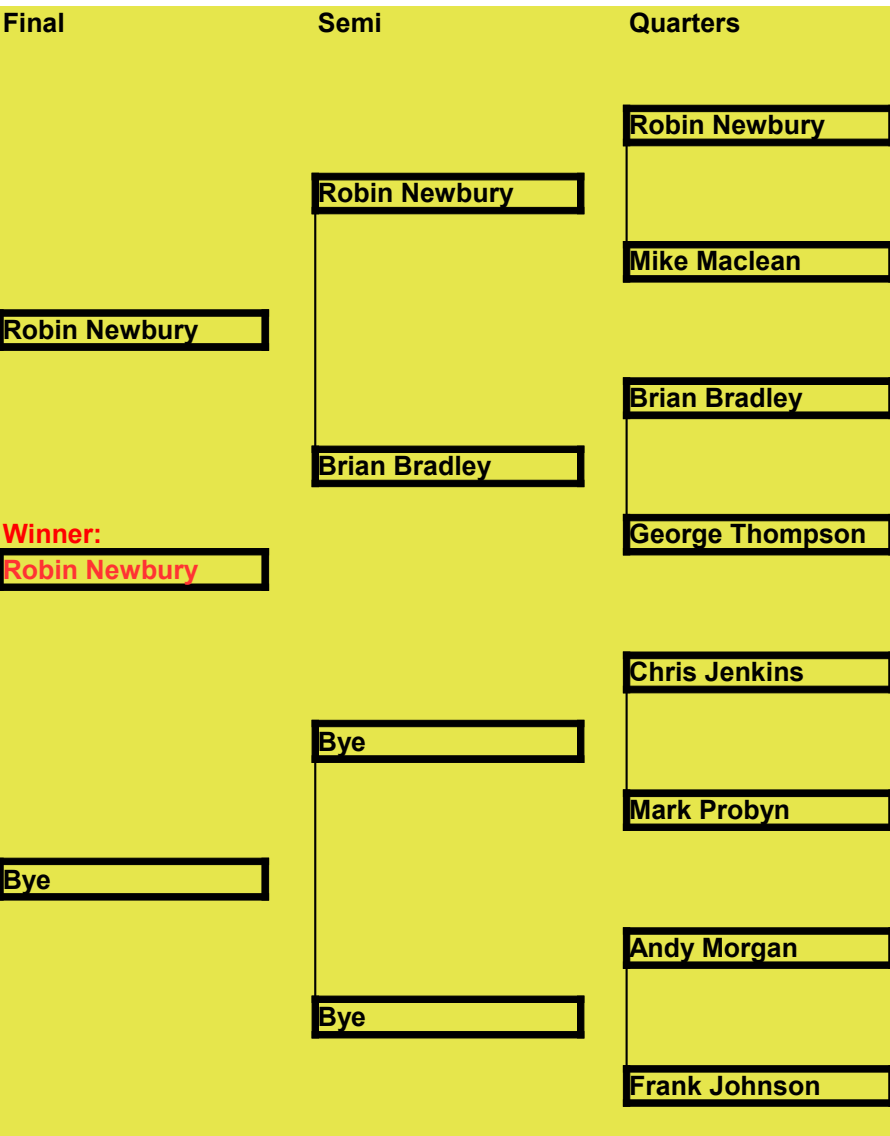 Final Semi Quarters
Robin Newbury
Robin Newbury
Mike Maclean
Robin Newbury
Brian Bradley
Brian Bradley
Winner: George Thompson
Robin Newbury
Chris Jenkins
Bye
Mark Probyn
Bye
Andy Morgan
Bye
Frank Johnson